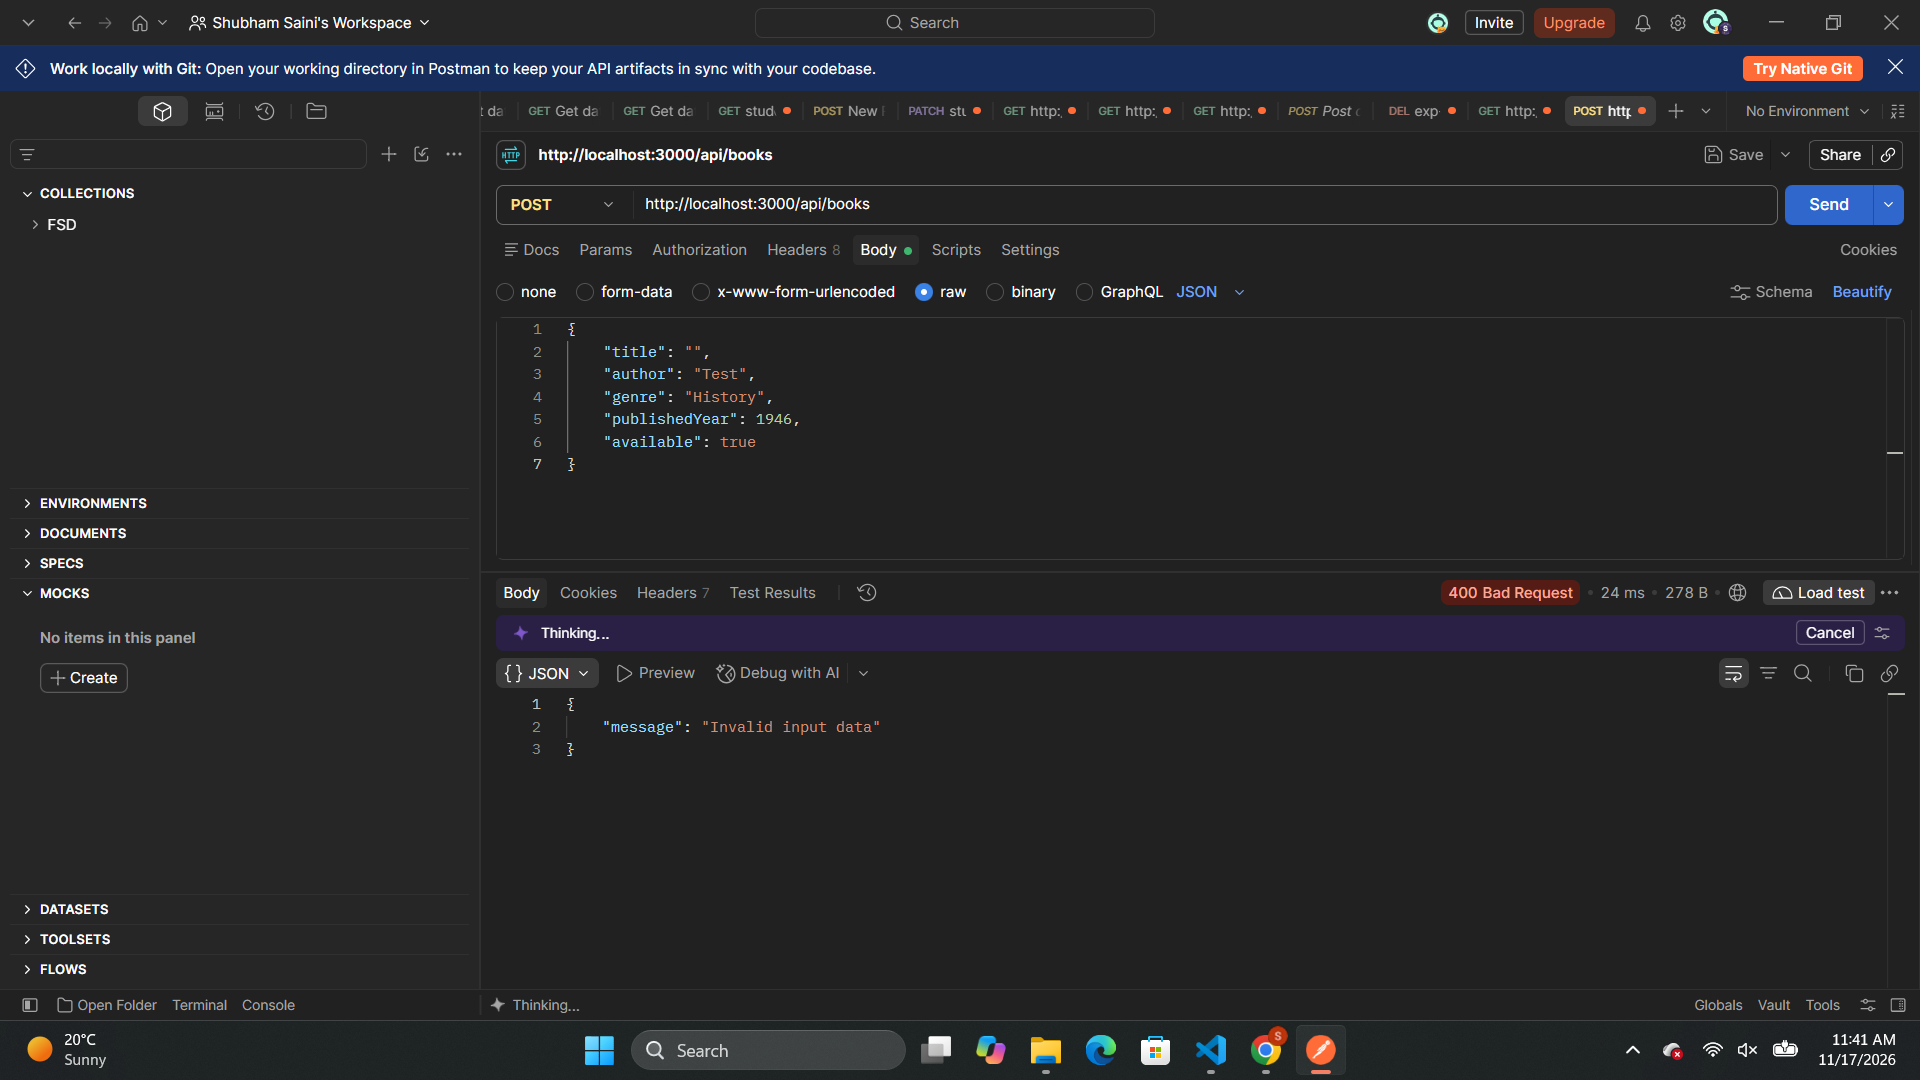 Shubham Saini's Workspace
Search
Invite
Upgrade
S
Work locally with Git: Open your working directory in Postman to keep your API artifacts in sync with your codebase.
Try Native Git
t da
GET Get da
GET Get da
GET stud
POST New
PATCH stu
GET http:
GET http:
GET http:
POST Post
DEL exp
GET http:
POST http
No Environment
HTTP
http://localhost:3000/api/books
Save
Share
COLLECTIONS
FSD
POST
http://localhost:3000/api/books
Send
Docs
Params
Authorization
Headers 8
Body
Scripts
Settings
Cookies
none
form-data
x-www-form-urlencoded
raw
binary
GraphQL
JSON
Schema
Beautify
1 {
2 "title": "",
3 "author": "Test",
4 "genre": "History",
5 "publishedYear": 1946,
6 "available": true
7 }
ENVIRONMENTS
DOCUMENTS
SPECS
MOCKS
No items in this panel
Create
Body
Cookies
Headers 7
Test Results
400 Bad Request
24 ms
278 B
Load test
Thinking...
Cancel
{} JSON
Preview
Debug with AI
1 {
2 "message": "Invalid input data"
3 }
DATASETS
TOOLSETS
FLOWS
Open Folder
Terminal
Console
Thinking...
Globals
Vault
Tools
20°C
Sunny
Search
S
11:41 AM
11/17/2026